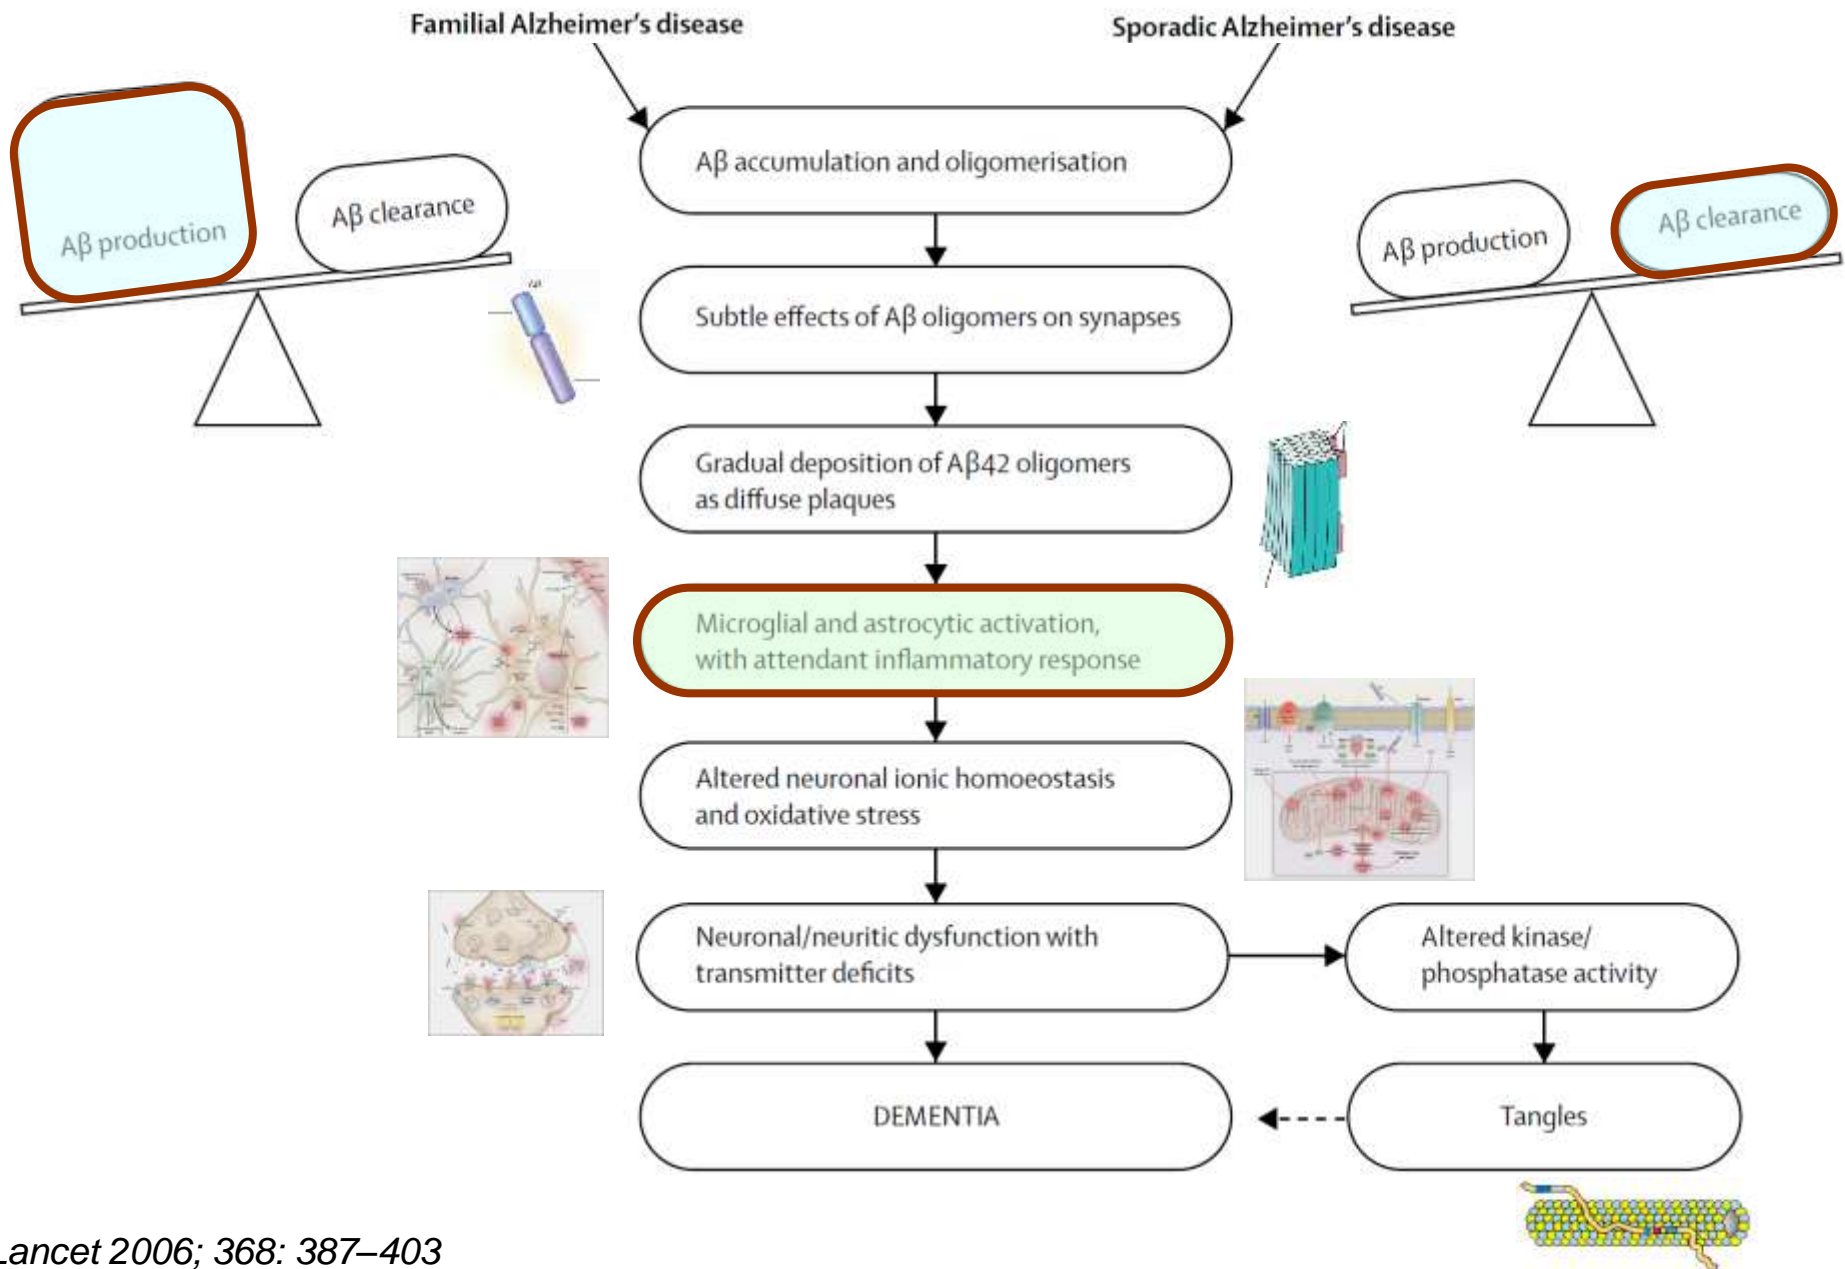 Familial Alzheimer's disease
Sporadic Alzheimer's disease
Aβ production
Aβ clearance
Aβ production
Aβ clearance
Aβ accumulation and oligomerisation
Subtle effects of Aβ oligomers on synapses
Gradual deposition of Aβ42 oligomers
as diffuse plaques
Microglial and astrocytic activation,
with attendant inflammatory response
Altered neuronal ionic homoeostasis
and oxidative stress
Neuronal/neuritic dysfunction with
transmitter deficits
Altered kinase/
phosphatase activity
DEMENTIA
Tangles
Lancet 2006; 368: 387–403